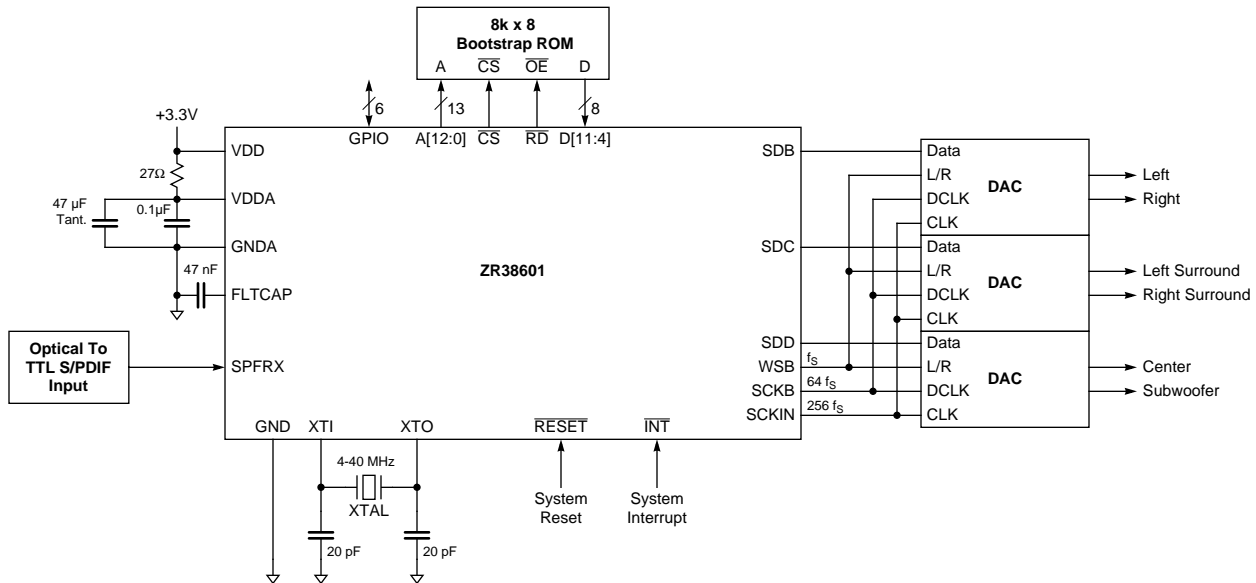 8k x 8
Bootstrap ROM
A CS OE D
6 13 8
GPIO A[12:0] CS RD D[11:4]
+3.3V
VDD
27Ω
VDDA
47 µF
Tant.
0.1µF
GNDA
47 nF
FLTCAP
ZR38601
Optical To
TTL S/PDIF
Input
SPFRX
GND XTI XTO RESET INT
4-40 MHz
XTAL
20 pF 20 pF
System
Reset
System
Interrupt
SDB
SDC
SDD
WSB fS
SCKB 64 fS
SCKIN 256 fS
Data
L/R
DCLK
CLK
DAC
Left
Right
Data
L/R
DCLK
CLK
DAC
Left Surround
Right Surround
Data
L/R
DCLK
CLK
DAC
Center
Subwoofer